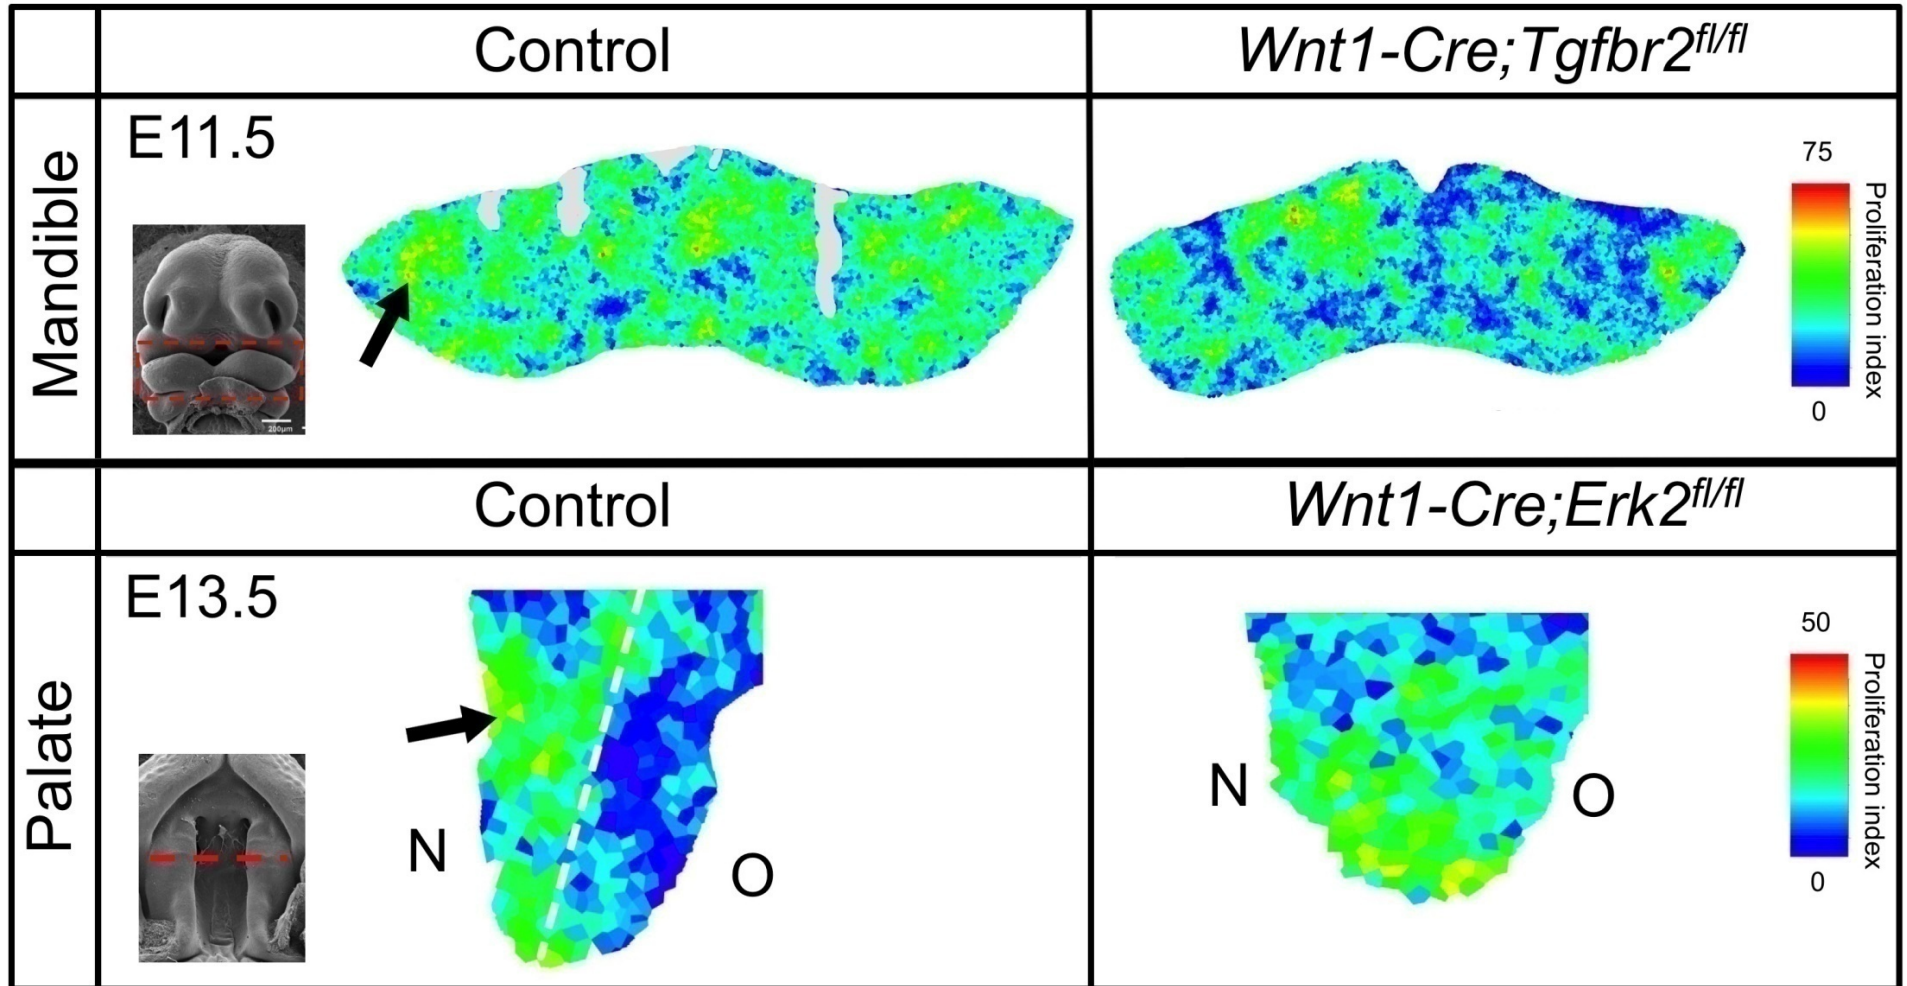 Control
Wnt1-Cre;Tgfbr2fl/fl
Mandible
E11.5
200µm
75
0
Proliferation index
Control
Wnt1-Cre;Erk2fl/fl
Palate
E13.5
N
O
N
O
50
0
Proliferation index